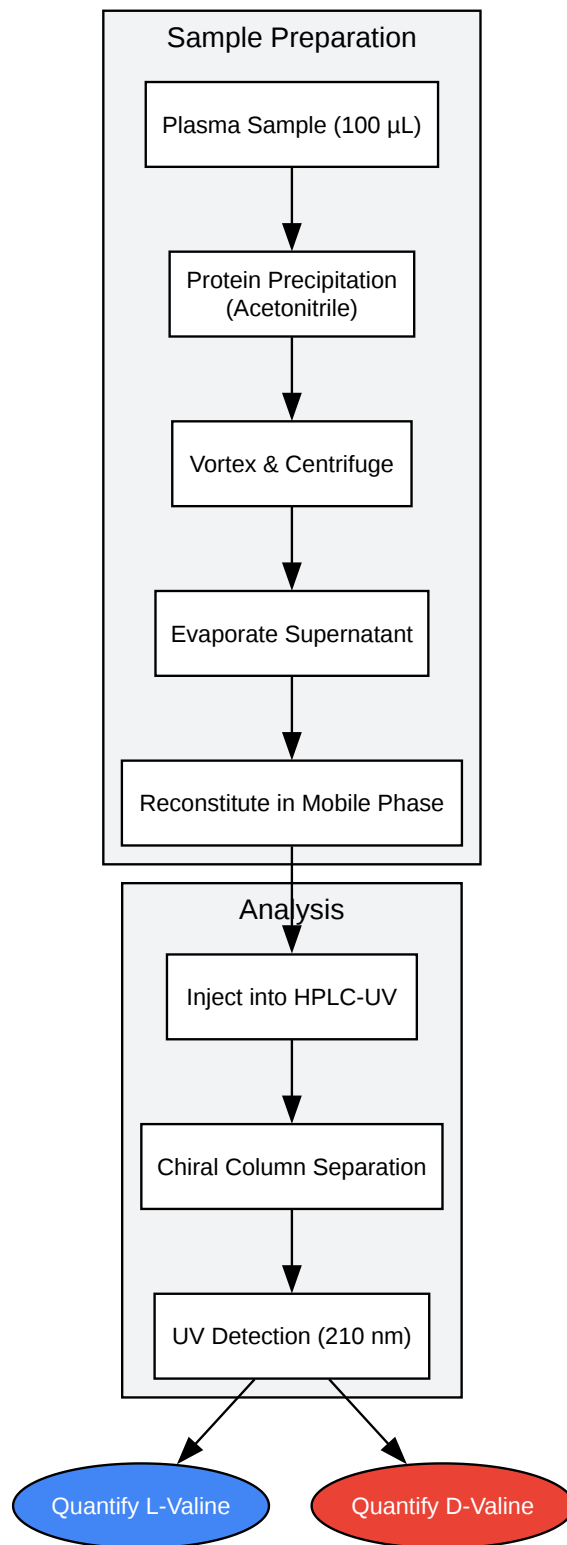 Sample Preparation
Plasma Sample (100 µL)
Protein Precipitation
(Acetonitrile)
Vortex & Centrifuge
Evaporate Supernatant
Reconstitute in Mobile Phase
Analysis
Inject into HPLC-UV
Chiral Column Separation
UV Detection (210 nm)
Quantify L-Valine
Quantify D-Valine